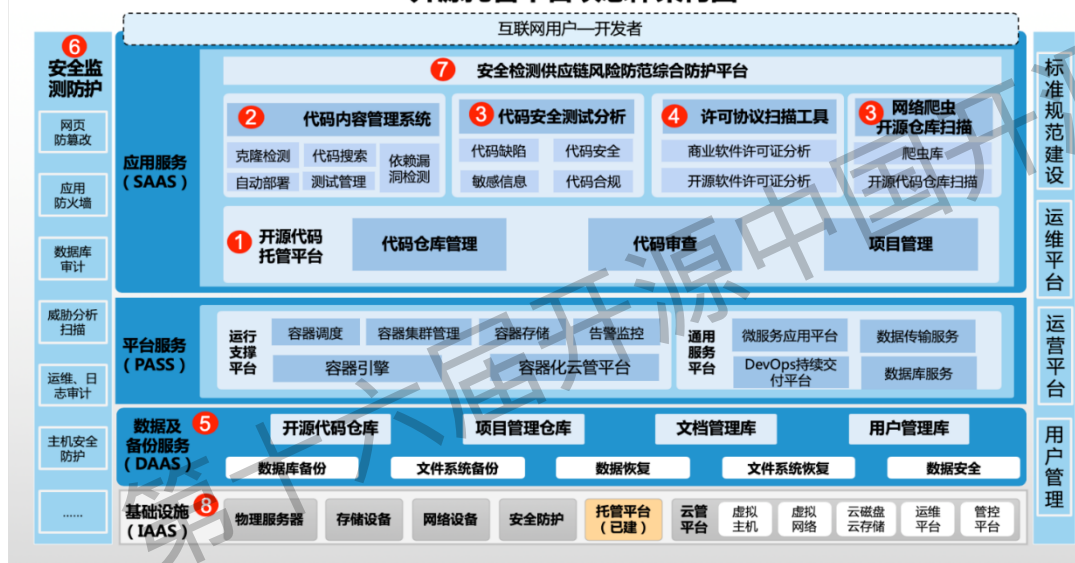 互联网用户—开发者
6
安全监
测防护
网页
防篡改
应用
防火墙
数据库
审计
威胁分析
扫描
运维、日
志审计
主机安全
防护
......
应用服务
（SAAS）
7 安全检测供应链风险防范综合防护平台
2 代码内容管理系统
克隆检测 代码搜索
自动部署 测试管理
依赖漏
洞检测
3 代码安全测试分析
代码缺陷 代码安全
敏感信息 代码合规
4 许可协议扫描工具
商业软件许可证分析
开源软件许可证分析
3 网络爬虫
开源仓库扫描
爬虫库
开源代码仓库扫描
1 开源代码
托管平台
代码仓库管理 代码审查 项目管理
平台服务
（PASS）
运行
支撑
平台
容器调度 容器集群管理 容器存储 告警监控
容器引擎 容器化云管平台
通用
服务
平台
微服务应用平台 数据传输服务
DevOps持续交
付平台
数据库服务
数据及
备份服务
（DAAS）
5
开源代码仓库 项目管理仓库 文档管理库 用户管理库
数据库备份 文件系统备份 数据恢复 文件系统恢复 数据安全
基础设施
（IAAS）
8
物理服务器 存储设备 网络设备 安全防护
托管平台
（已建）
云管
平台
虚拟
主机
虚拟
网络
云磁盘
云存储
运维
平台
管控
平台
标准规范建设
运维平台
运营平台
用户管理
第十六届开源中国开